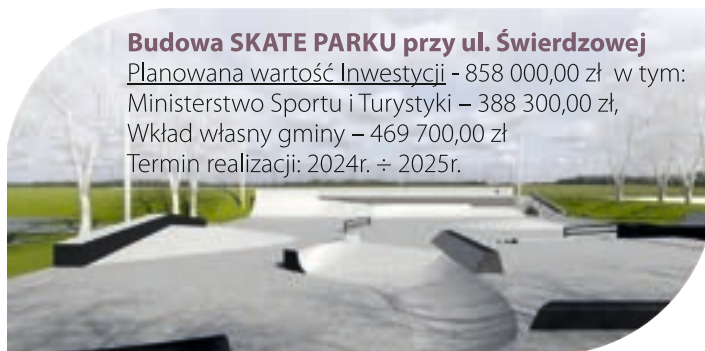 Budowa SKATE PARKU przy ul. Świerdzowej
Planowana wartość Inwestycji - 858 000,00 zł w tym:
Ministerstwo Sportu i Turystyki – 388 300,00 zł,
Wkład własny gminy – 469 700,00 zł
Termin realizacji: 2024r. ÷ 2025r.